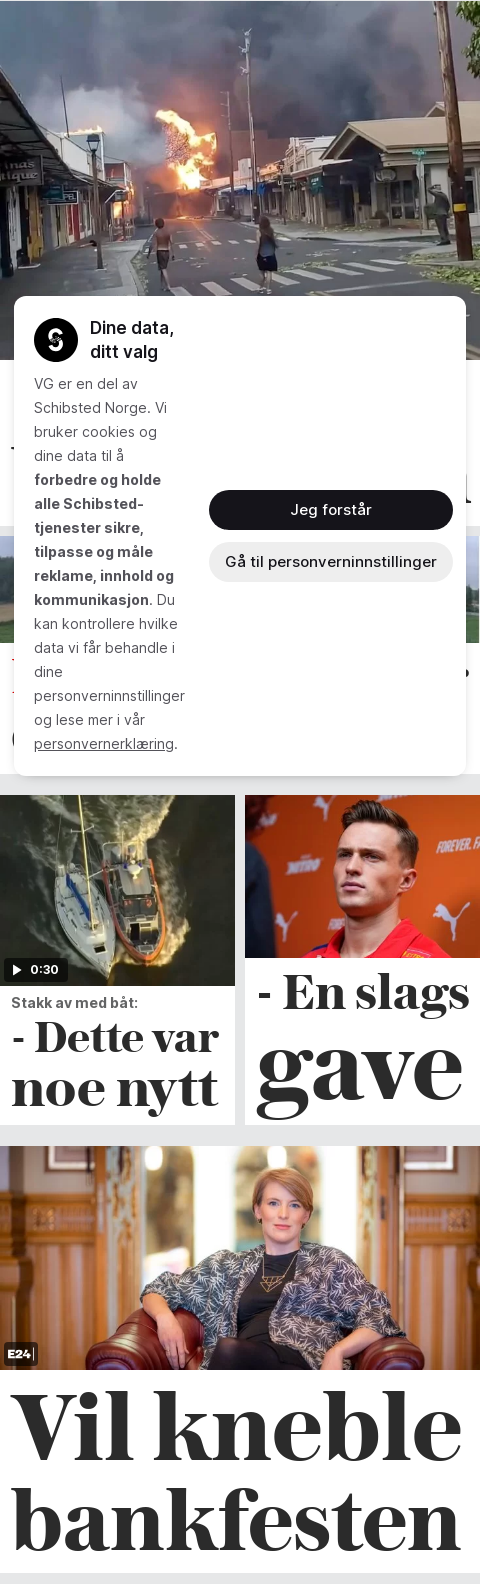 Dine data,
ditt valg
VG er en del av
Schibsted Norge. Vi
bruker cookies og
dine data til å
forbedre og holde
alle Schibsted-
tjenester sikre,
tilpasse og måle
reklame, innhold og
kommunikasjon. Du
kan kontrollere hvilke
data vi får behandle i
dine
personverninnstillinger
og lese mer i vår
personvernerklæring.
Jeg forstår
Gå til personverninnstillinger
0:30
Stakk av med båt:
- Dette var
noe nytt
FOREVER.
NITRO
- En slags
gave
E24
Vil kneble
bankfesten